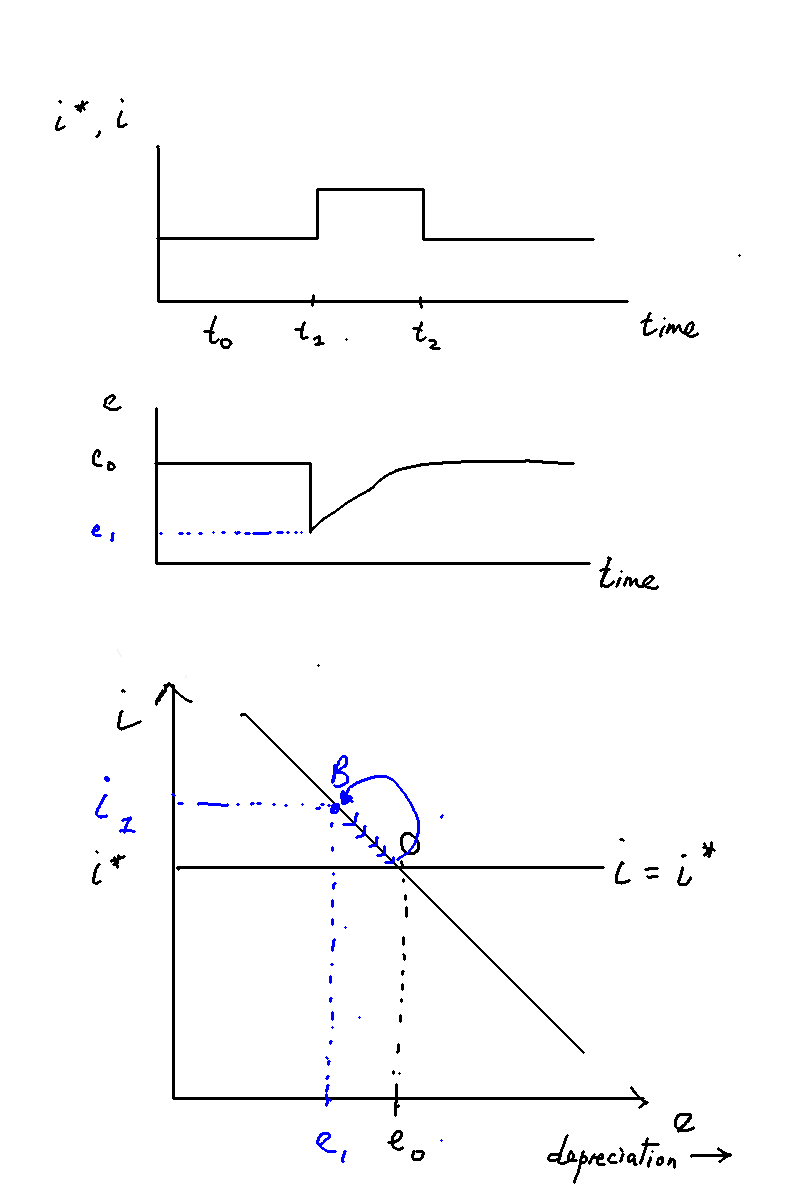 i*, i
t₀ t₁ t₂ time
e
e₀
e₁
time
i
B
i₁
i* i = i*
e₁ e₀ e
depreciation →